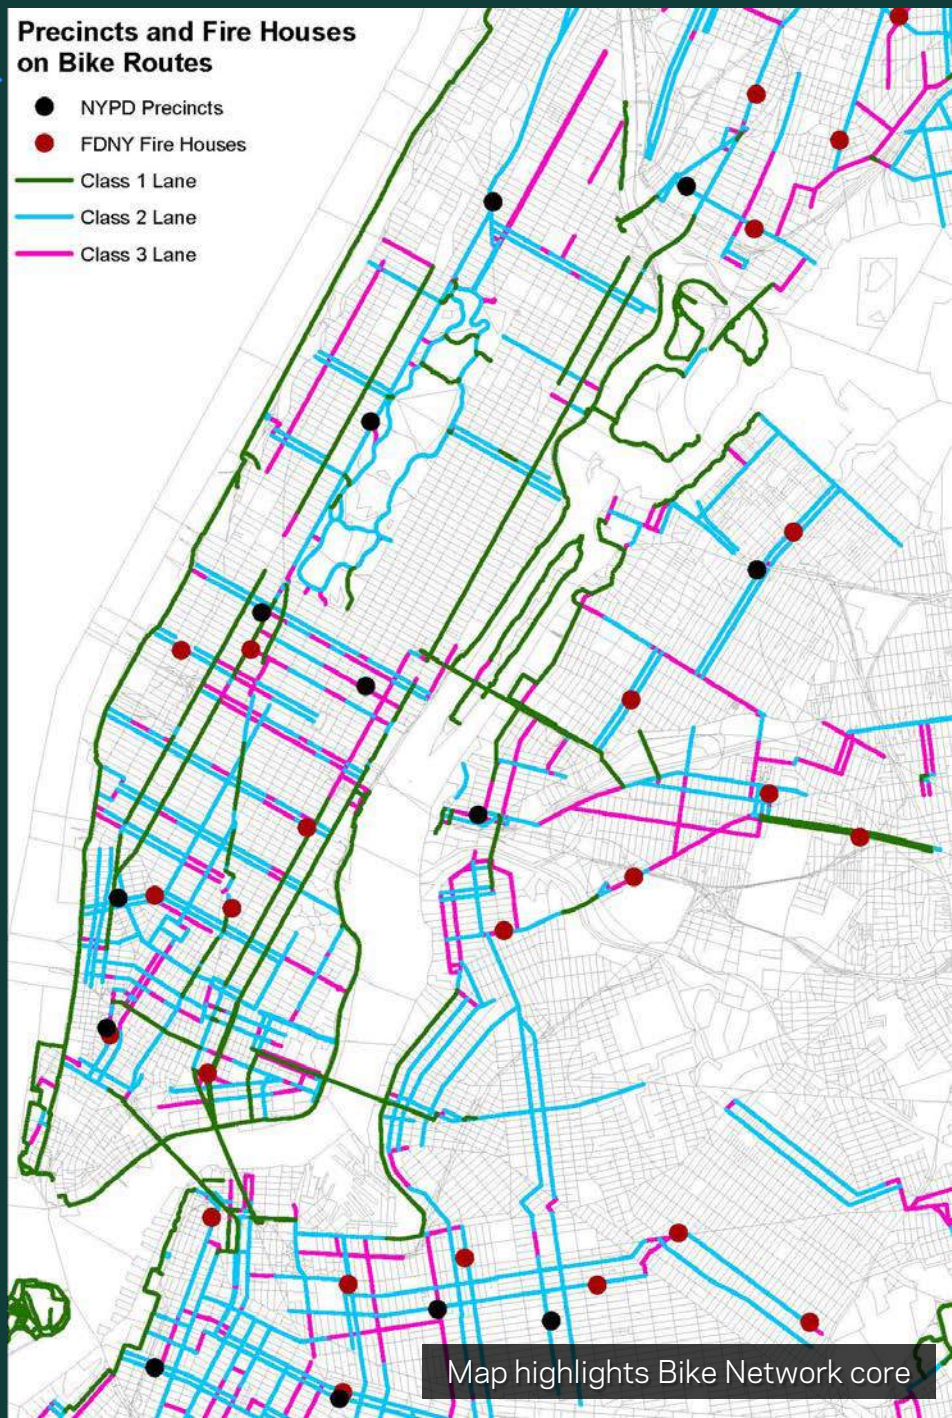 Precincts and Fire Houses
on Bike Routes
NYPD Precincts
FDNY Fire Houses
Class 1 Lane
Class 2 Lane
Class 3 Lane
Map highlights Bike Network core